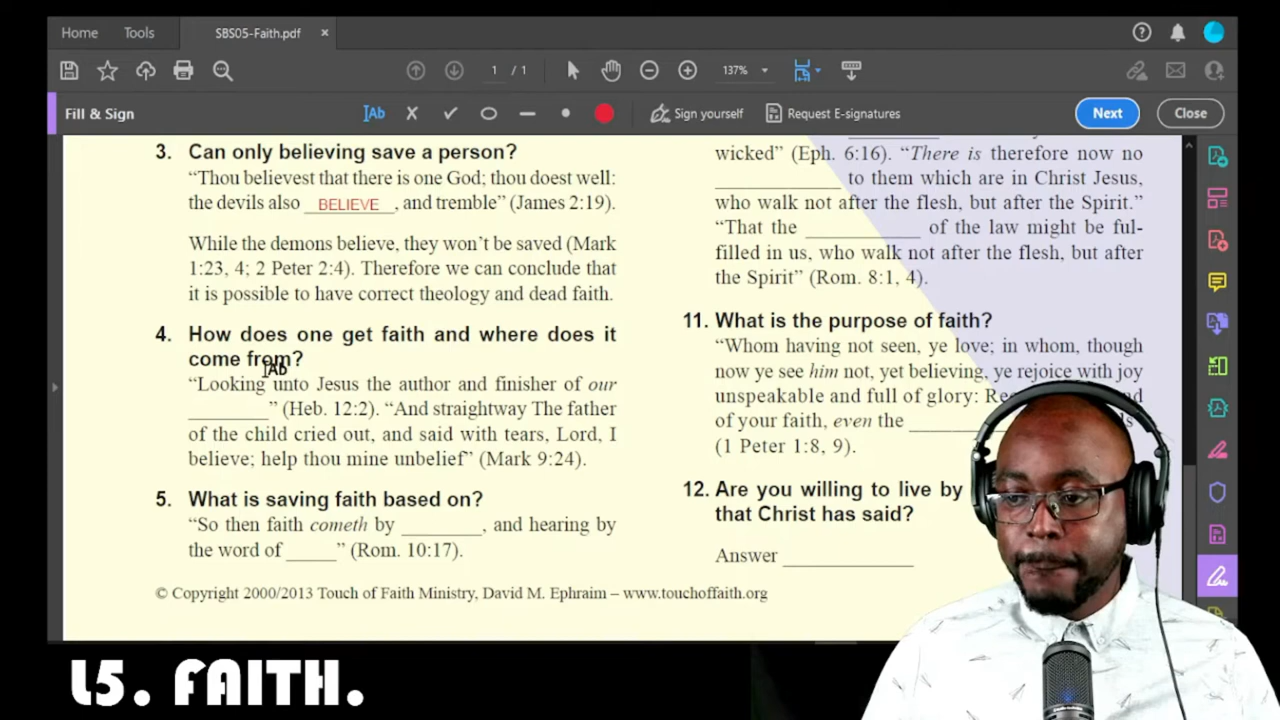 Home Tools SBS05-Faith.pdf ×
1 / 1 137%
Fill & Sign Ab Sign yourself Request E-signatures Next Close
3. Can only believing save a person?
“Thou believest that there is one God; thou doest well:
the devils also BELIEVE, and tremble” (James 2:19).
While the demons believe, they won’t be saved (Mark
1:23, 4; 2 Peter 2:4). Therefore we can conclude that
it is possible to have correct theology and dead faith.
4. How does one get faith and where does it
come from?
“Looking unto Jesus the author and finisher of our
________” (Heb. 12:2). “And straightway The father
of the child cried out, and said with tears, Lord, I
believe; help thou mine unbelief” (Mark 9:24).
5. What is saving faith based on?
“So then faith cometh by ________, and hearing by
the word of _____” (Rom. 10:17).
wicked” (Eph. 6:16). “There is therefore now no
____________ to them which are in Christ Jesus,
who walk not after the flesh, but after the Spirit.”
“That the ___________ of the law might be ful-
filled in us, who walk not after the flesh, but after
the Spirit” (Rom. 8:1, 4).
11. What is the purpose of faith?
“Whom having not seen, ye love; in whom, though
now ye see him not, yet believing, ye rejoice with joy
unspeakable and full of glory:
of your faith, even the ________
(1 Peter 1:8, 9).
12. Are you willing to live by
that Christ has said?
Answer _____________
© Copyright 2000/2013 Touch of Faith Ministry, David M. Ephraim – www.touchoffaith.org
L5. FAITH.